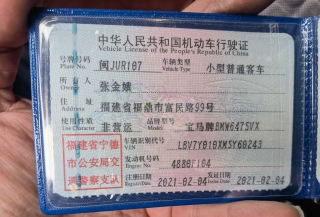 中华人民共和国机动车行驶证
Vehicle License of the People's Republic of China
号牌号码 闽JUR107 车辆类型 小型普通客车
Plate No. Vehicle Type
所有人 张金娥
Owner
住址 福建省福鼎市富民路99号
Address
使用性质 非营运 品牌型号 宝马牌BMW6475VX
Use Character Model
福建省宁德
市公安局交
通警察支队
车辆识别代号
VIN
发动机号码
Engine No.
注册日期 2021-02-04 发证日期 2021-02-04
Register Date Issue Date